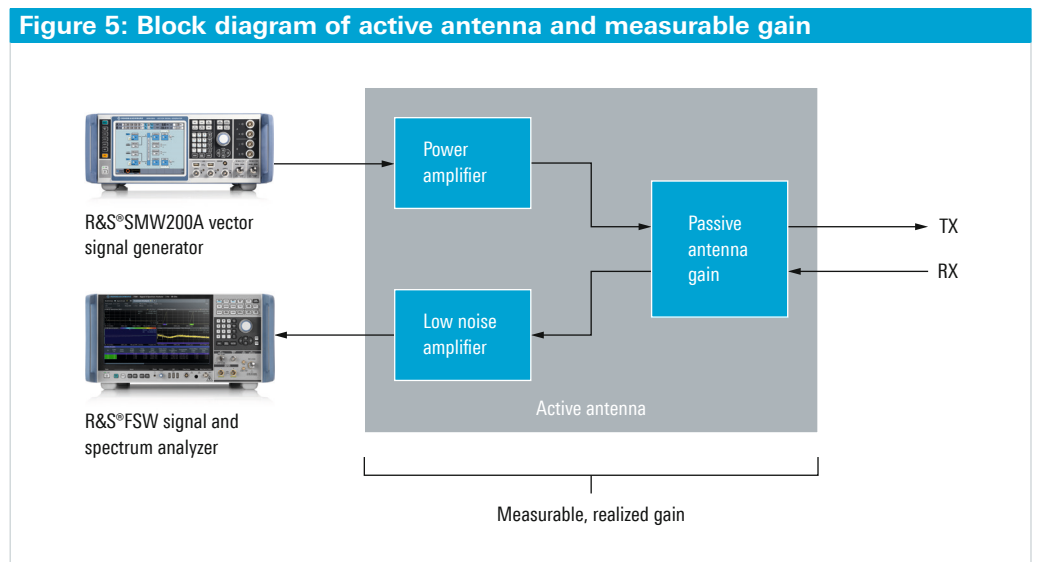 Figure 5: Block diagram of active antenna and measurable gain
R&S®SMW200A vector
signal generator
Power
amplifier
Passive
antenna
gain
TX
RX
Low noise
amplifier
R&S®FSW signal and
spectrum analyzer
Active antenna
Measurable, realized gain